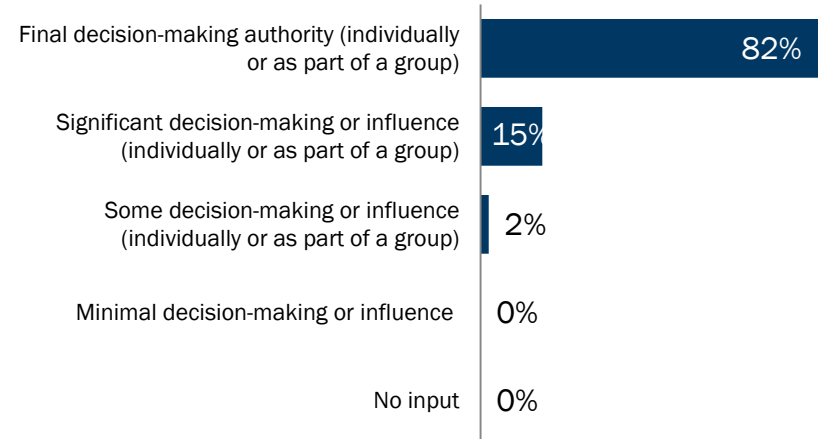 Final decision-making authority (individually
or as part of a group)
82%
Significant decision-making or influence
(individually or as part of a group)
15%
Some decision-making or influence
(individually or as part of a group)
2%
Minimal decision-making or influence
0%
No input
0%